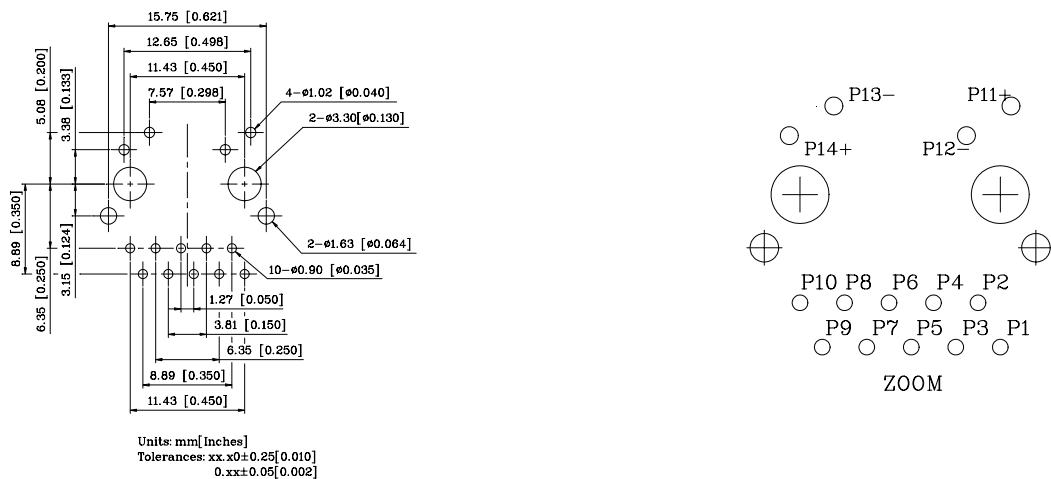 15.75 [0.621]
12.65 [0.498]
11.43 [0.450]
7.57 [0.298]
5.08 [0.200]
3.38 [0.133]
4-ø1.02 [ø0.040]
2-ø3.30[ø0.130]
8.89 [0.350]
6.35 [0.250]
3.15 [0.124]
2-ø1.63 [ø0.064]
10-ø0.90 [ø0.035]
1.27 [0.050]
3.81 [0.150]
6.35 [0.250]
8.89 [0.350]
11.43 [0.450]
Units: mm[Inches]
Tolerances: xx.x0±0.25[0.010]
0.xx±0.05[0.002]
P13- P11+
P14+ P12-
P10 P8 P6 P4 P2
P9 P7 P5 P3 P1
ZOOM